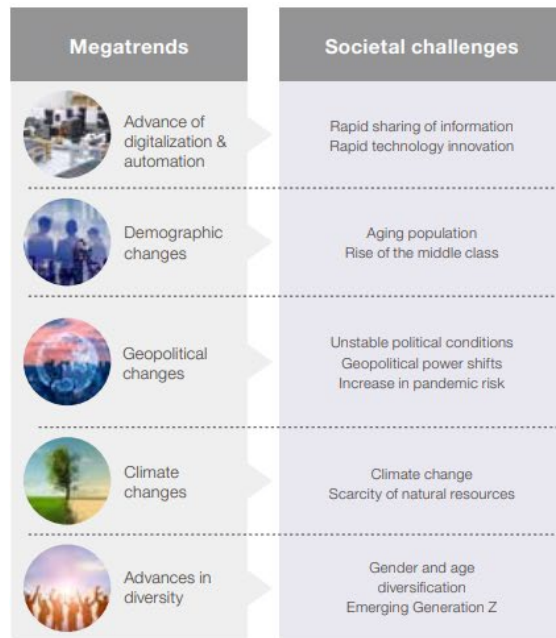 Megatrends
Societal challenges
Advance of
digitalization &
automation
Rapid sharing of information
Rapid technology innovation
Demographic
changes
Aging population
Rise of the middle class
Geopolitical
changes
Unstable political conditions
Geopolitical power shifts
Increase in pandemic risk
Climate
changes
Climate change
Scarcity of natural resources
Advances in
diversity
Gender and age
diversification
Emerging Generation Z